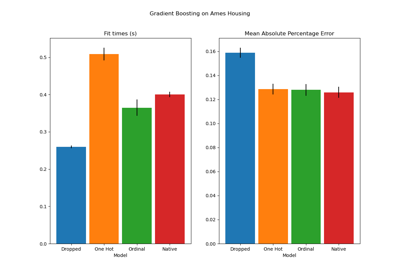 Gradient Boosting on Ames Housing
Fit times (s)
0.5
0.4
0.3
0.2
0.1
0.0
Dropped One Hot Ordinal Native
Model
Mean Absolute Percentage Error
0.16
0.14
0.12
0.10
0.08
0.06
0.04
0.02
0.00
Dropped One Hot Ordinal Native
Model